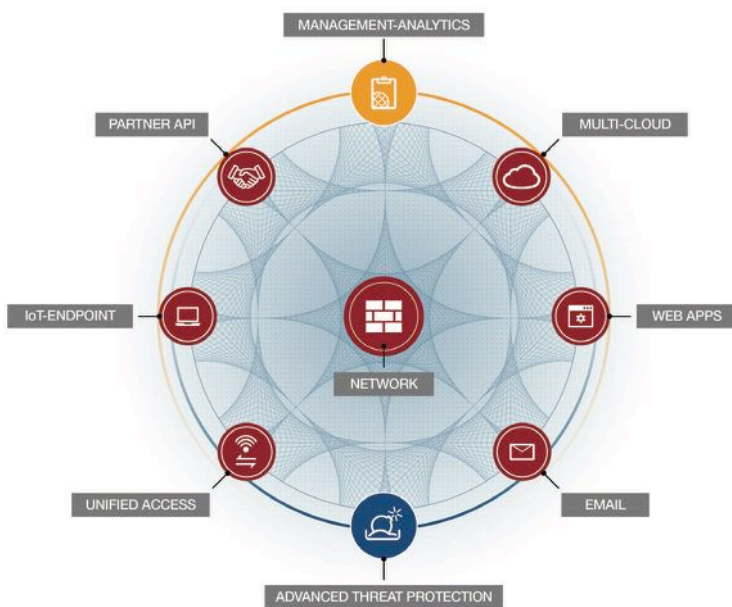 MANAGEMENT-ANALYTICS
PARTNER API
MULTI-CLOUD
IoT-ENDPOINT
WEB APPS
NETWORK
UNIFIED ACCESS
EMAIL
ADVANCED THREAT PROTECTION